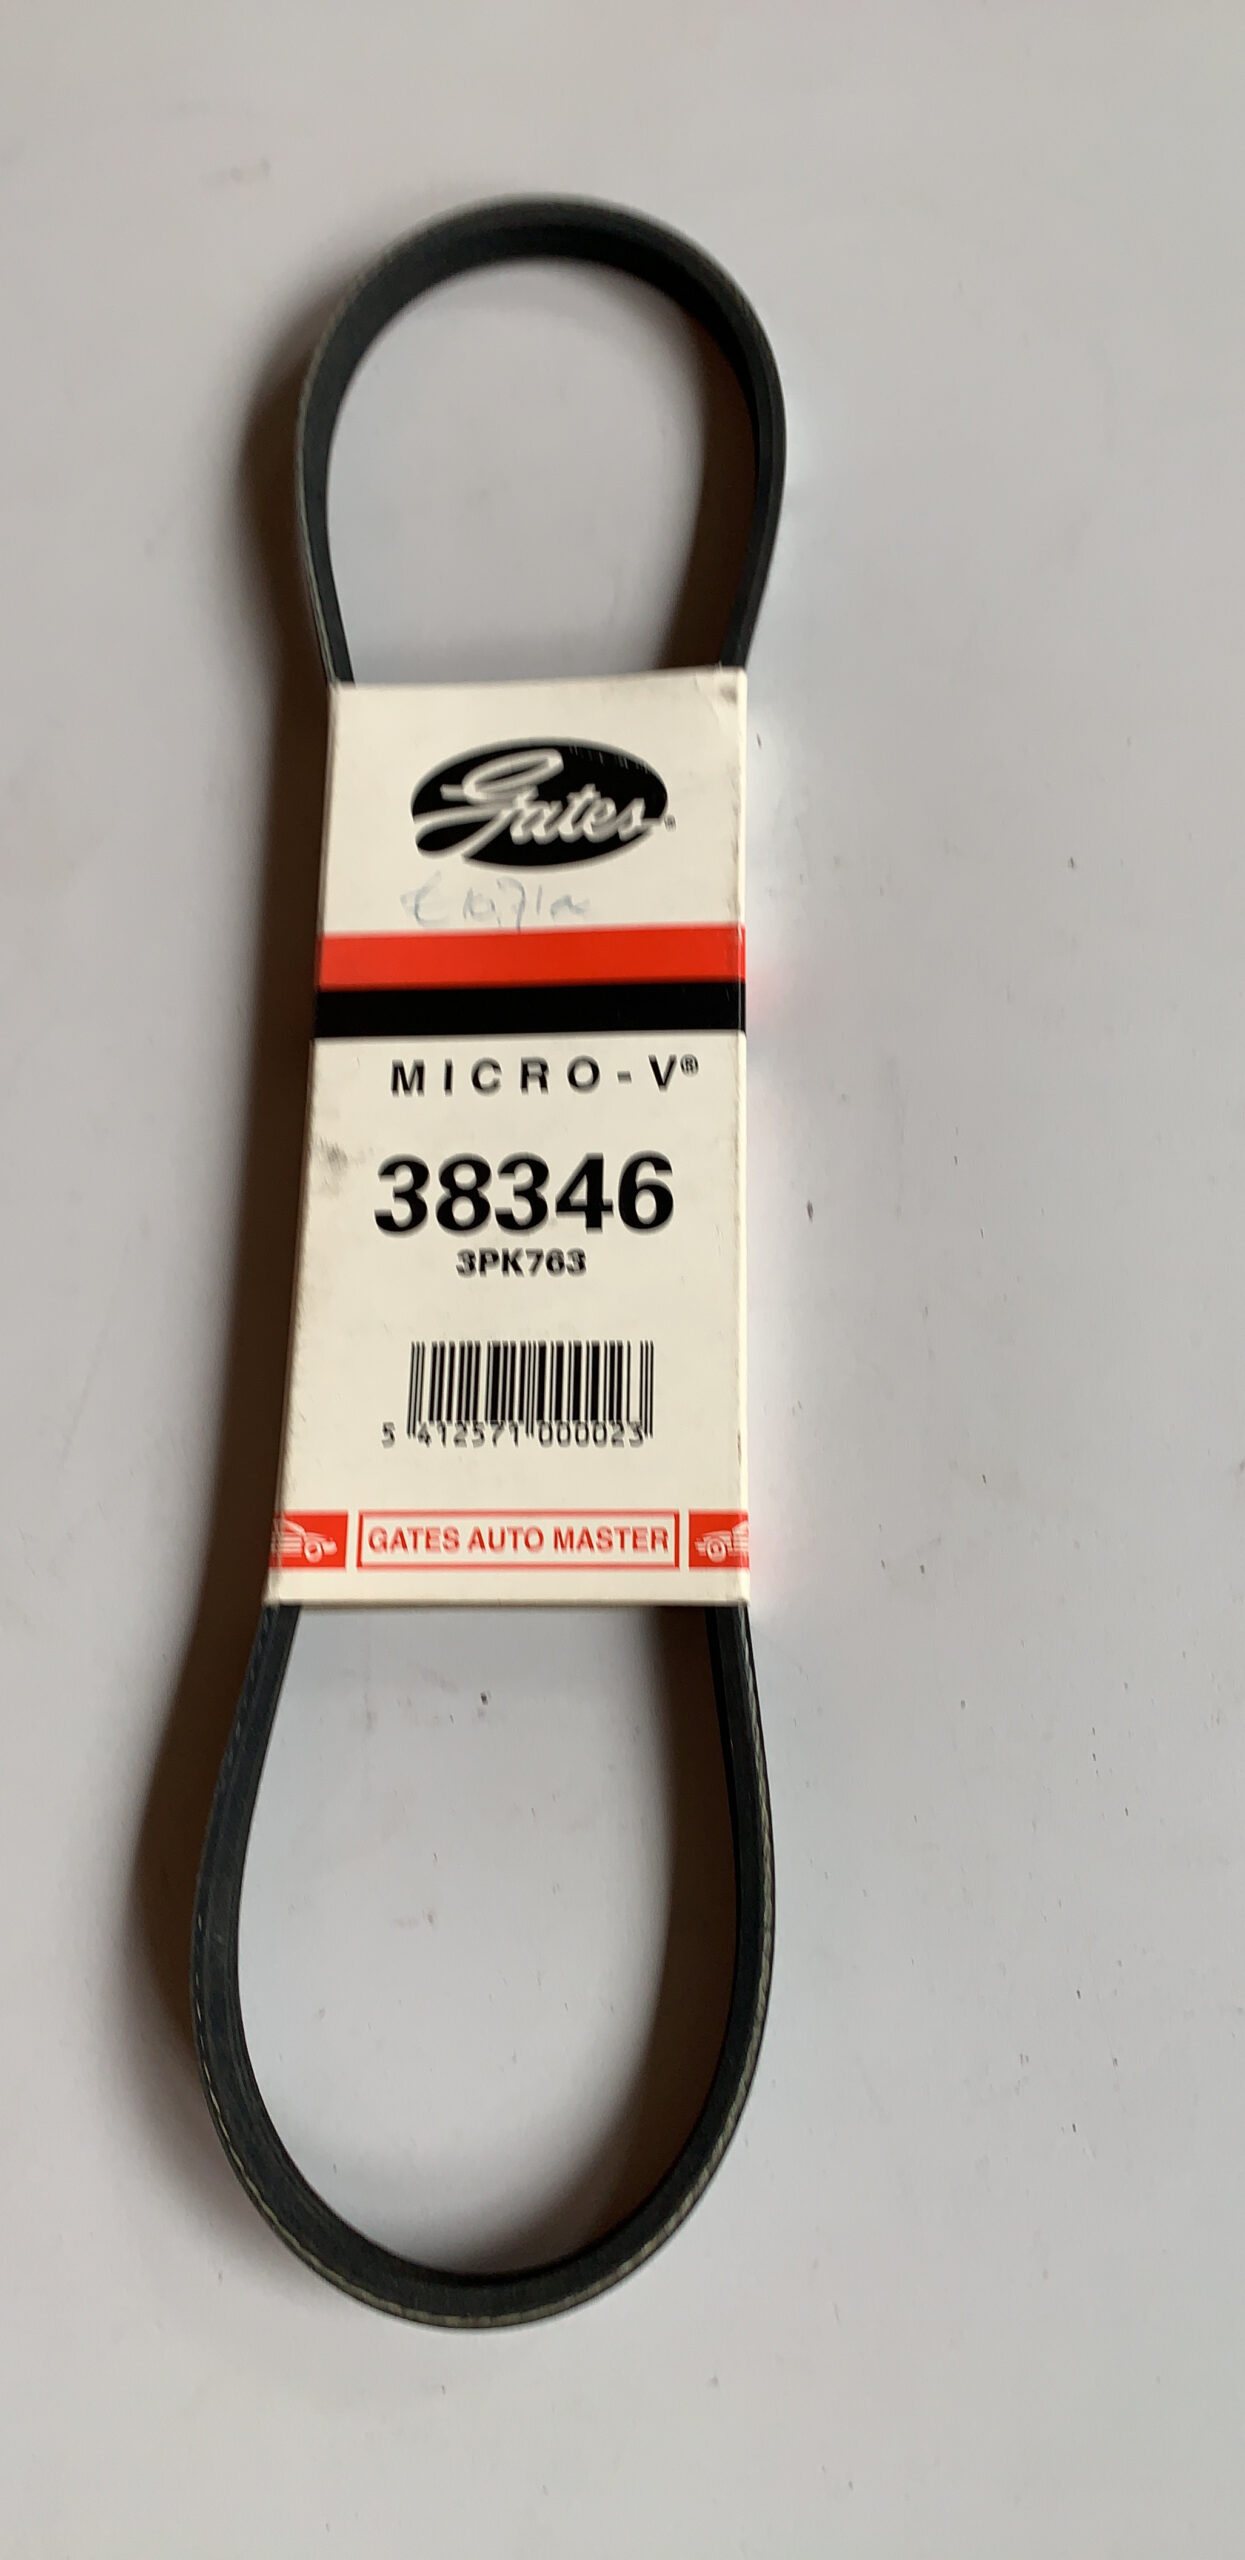 Gates®
MICRO-V®
38346
3PK763
5 412571 000023
GATES AUTO MASTER